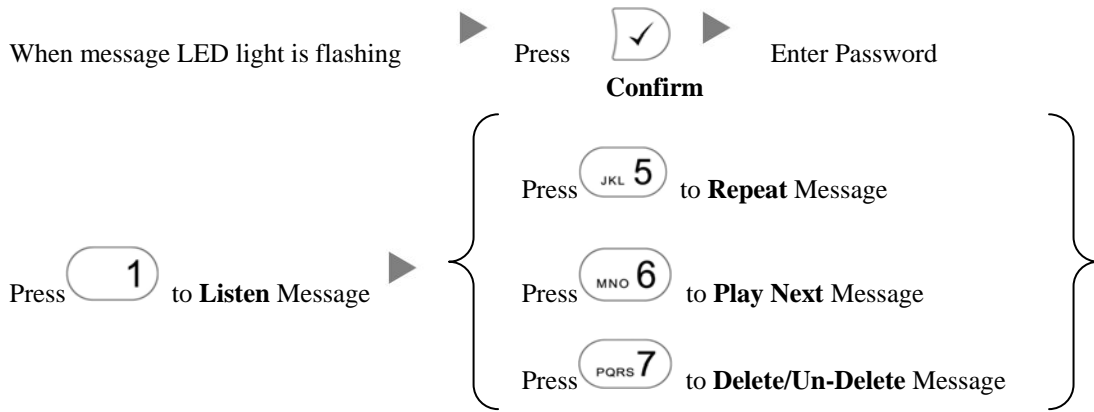 When message LED light is flashing Press Enter Password
Confirm
Press JKL 5 to Repeat Message
Press 1 to Listen Message
Press MNO 6 to Play Next Message
Press PQRS 7 to Delete/Un-Delete Message